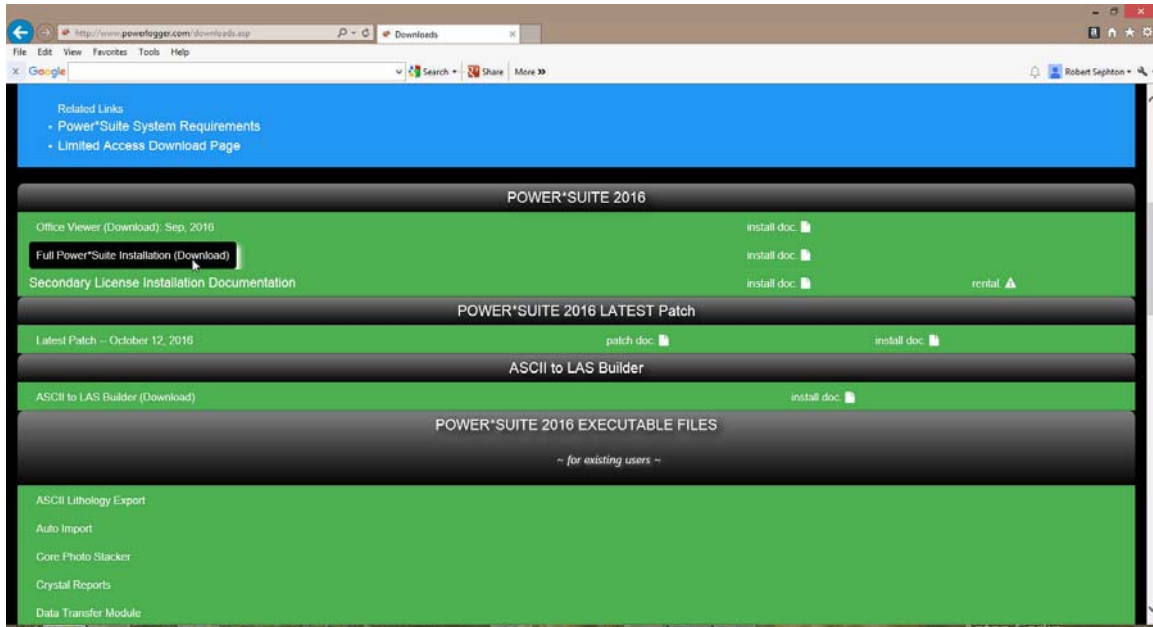 http://www.powerlogger.com/downloads.asp
Downloads
File Edit View Favorites Tools Help
x Google Search Share More »
Robert Sephton
Related Links
• Power*Suite System Requirements
• Limited Access Download Page
POWER*SUITE 2016
Office Viewer (Download): Sep, 2016 install doc.
Full Power*Suite Installation (Download) install doc.
Secondary License Installation Documentation install doc. rental
POWER*SUITE 2016 LATEST Patch
Latest Patch -- October 12, 2016 patch doc. install doc.
ASCII to LAS Builder
ASCII to LAS Builder (Download) install doc.
POWER*SUITE 2016 EXECUTABLE FILES
~ for existing users ~
ASCII Lithology Export
Auto Import
Core Photo Stacker
Crystal Reports
Data Transfer Module